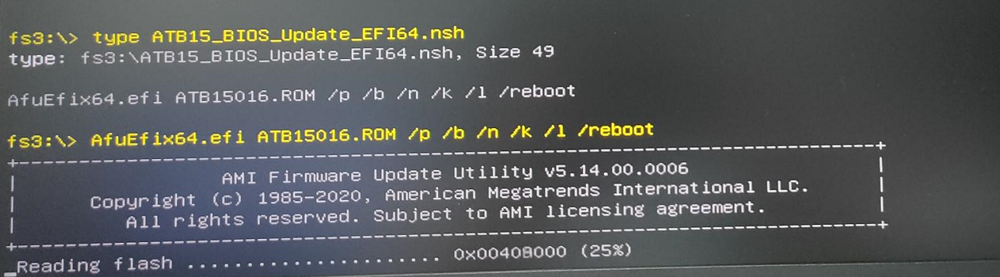 fs3:\> type ATB15_BIOS_Update_EFI64.nsh
type: fs3:\ATB15_BIOS_Update_EFI64.nsh, Size 49
AfuEfix64.efi ATB15016.ROM /p /b /n /k /l /reboot
fs3:\> AfuEfix64.efi ATB15016.ROM /p /b /n /k /l /reboot
+---------------------------------------------------------------------------+
| AMI Firmware Update Utility v5.14.00.0006 |
| Copyright (c) 1985-2020, American Megatrends International LLC. |
| All rights reserved. Subject to AMI licensing agreement. |
+---------------------------------------------------------------------------+
_Reading flash ...................... 0x00408000 (25%)